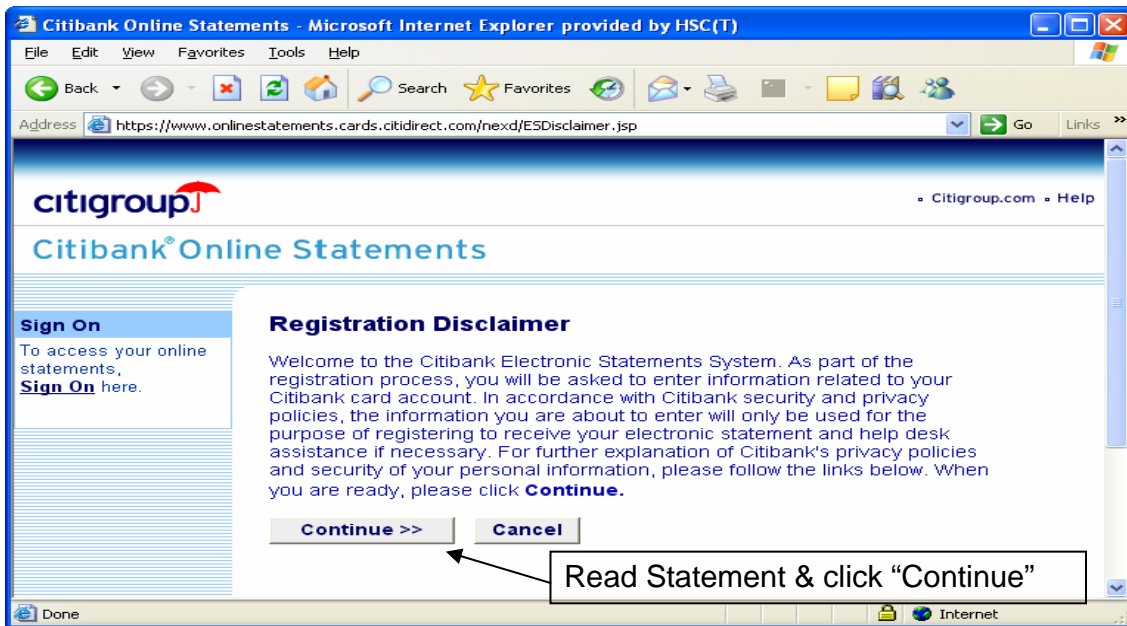 Citibank Online Statements - Microsoft Internet Explorer provided by HSC(T)
File Edit View Favorites Tools Help
Back Search Favorites
Address https://www.onlinestatements.cards.citidirect.com/nexd/ESDisclaimer.jsp Go Links »
citigroup
Citigroup.com Help
Citibank® Online Statements
Sign On
To access your online
statements,
Sign On here.
Registration Disclaimer
Welcome to the Citibank Electronic Statements System. As part of the
registration process, you will be asked to enter information related to your
Citibank card account. In accordance with Citibank security and privacy
policies, the information you are about to enter will only be used for the
purpose of registering to receive your electronic statement and help desk
assistance if necessary. For further explanation of Citibank's privacy policies
and security of your personal information, please follow the links below. When
you are ready, please click Continue.
Continue >> Cancel
Read Statement & click “Continue”
Done Internet